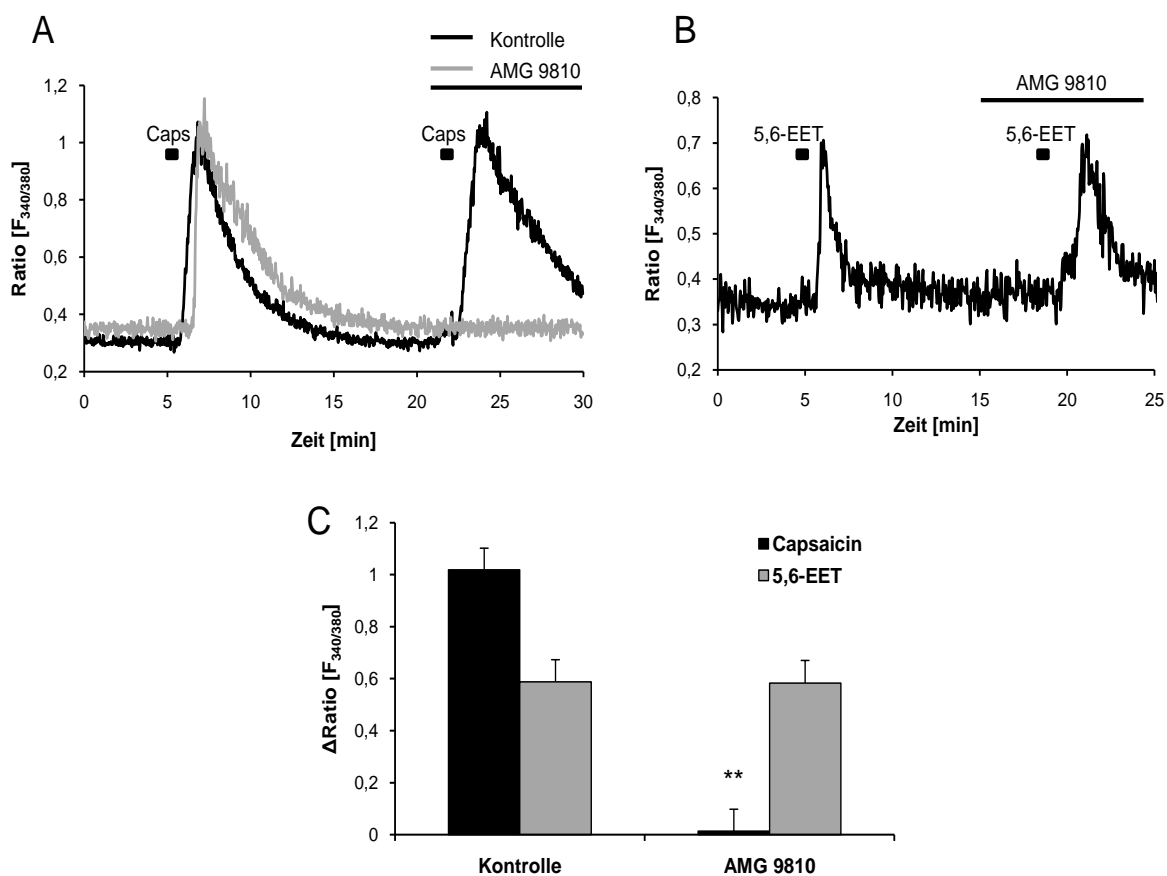 A
Kontrolle
AMG 9810
Caps
Caps
1,2
1
0,8
0,6
0,4
0,2
Ratio [F340/380]
0 5 10 15 20 25 30
Zeit [min]
B
AMG 9810
5,6-EET
5,6-EET
0,8
0,7
0,6
0,5
0,4
0,3
0,2
Ratio [F340/380]
0 5 10 15 20 25
Zeit [min]
C
Capsaicin
5,6-EET
1,2
1
0,8
0,6
0,4
0,2
0
ΔRatio [F340/380]
**
Kontrolle AMG 9810